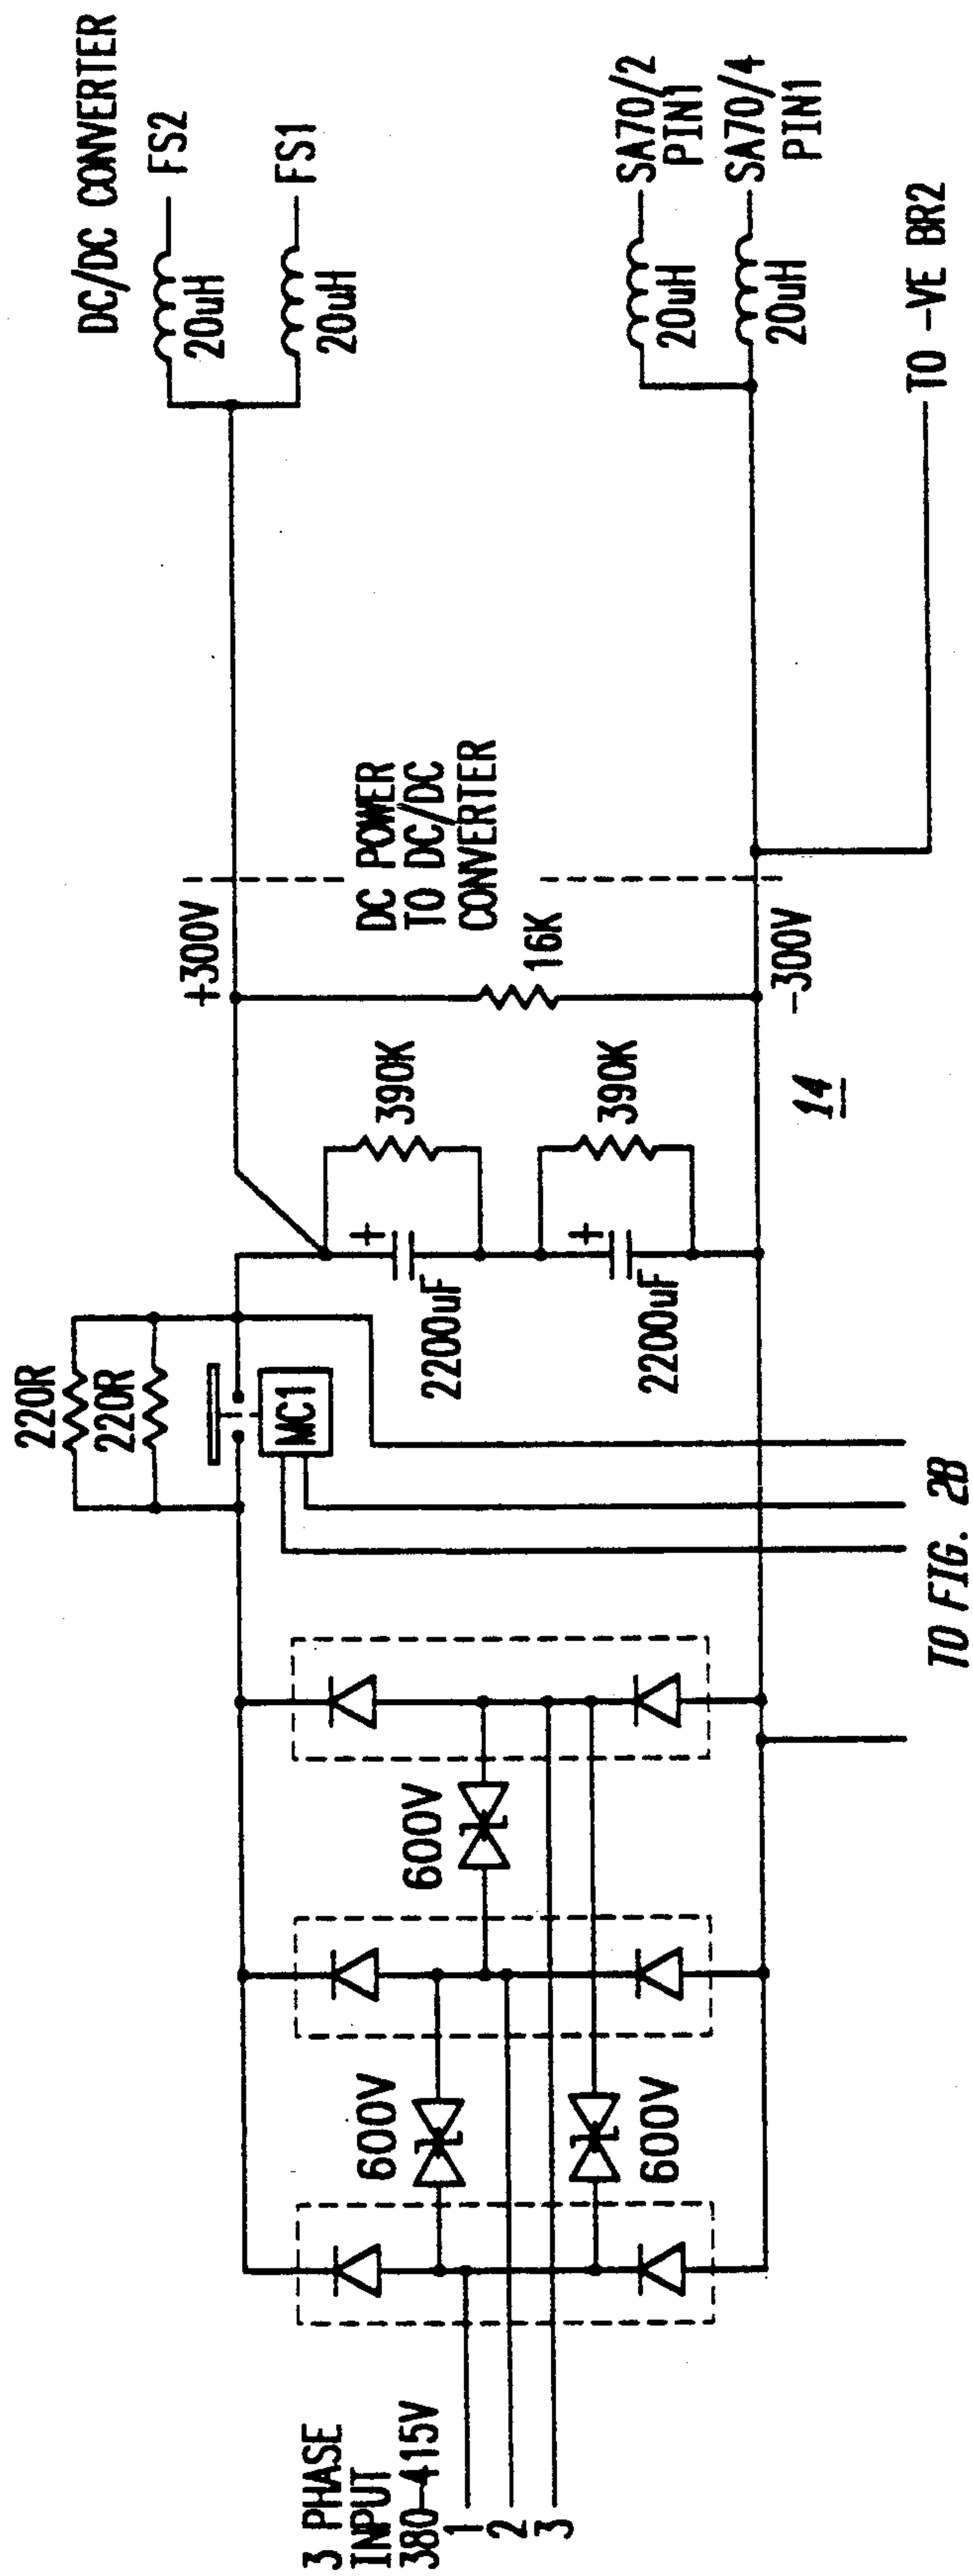 3 PHASE
INPUT
380-415V
1
2
3
600V
600V
600V
220R
220R
MC1
TO FIG. 2B
2200uF
+
390K
2200uF
+
390K
14
+300V
16K
-300V
DC POWER
TO DC/DC
CONVERTER
DC/DC CONVERTER
20uH
FS2
20uH
FS1
20uH
SA70/2
PIN1
20uH
SA70/4
PIN1
TO -VE BR2